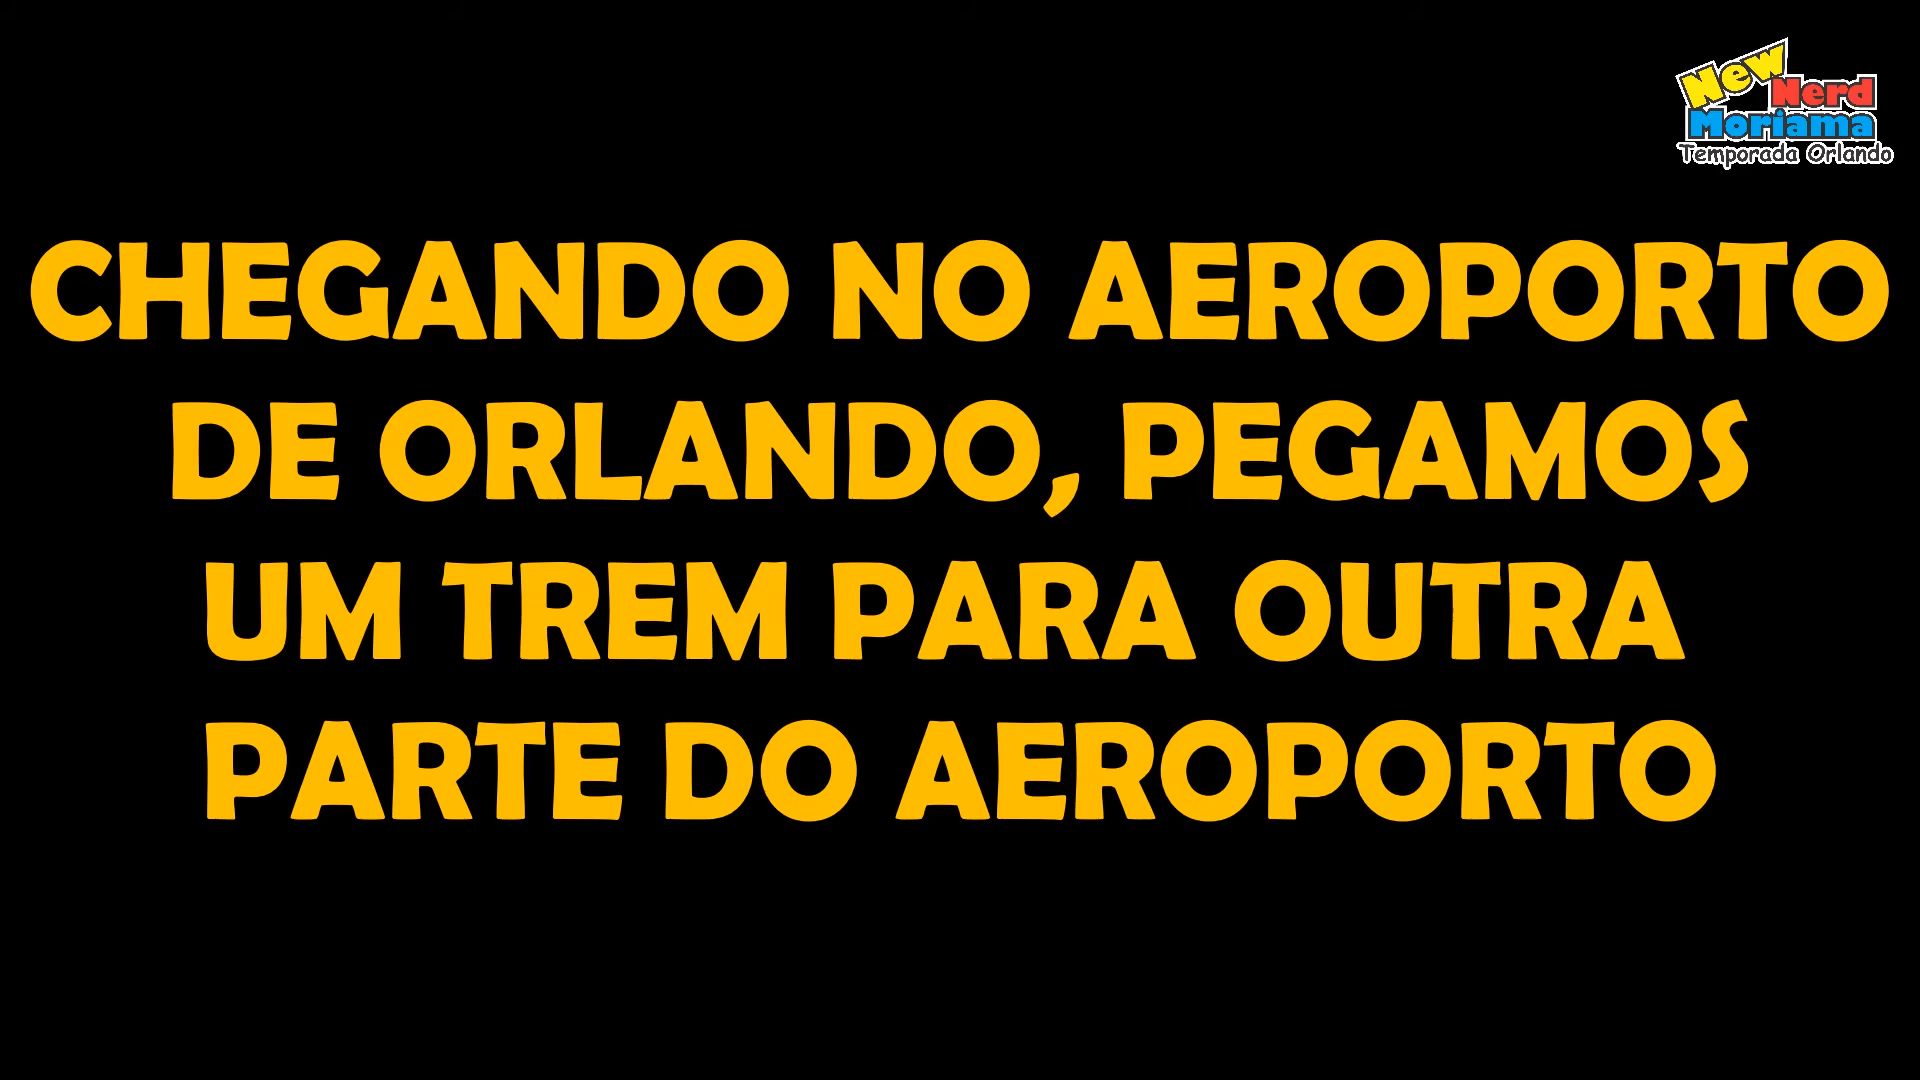 New
Nerd
Moriama
Temporada Orlando
CHEGANDO NO AEROPORTO
DE ORLANDO, PEGAMOS
UM TREM PARA OUTRA
PARTE DO AEROPORTO